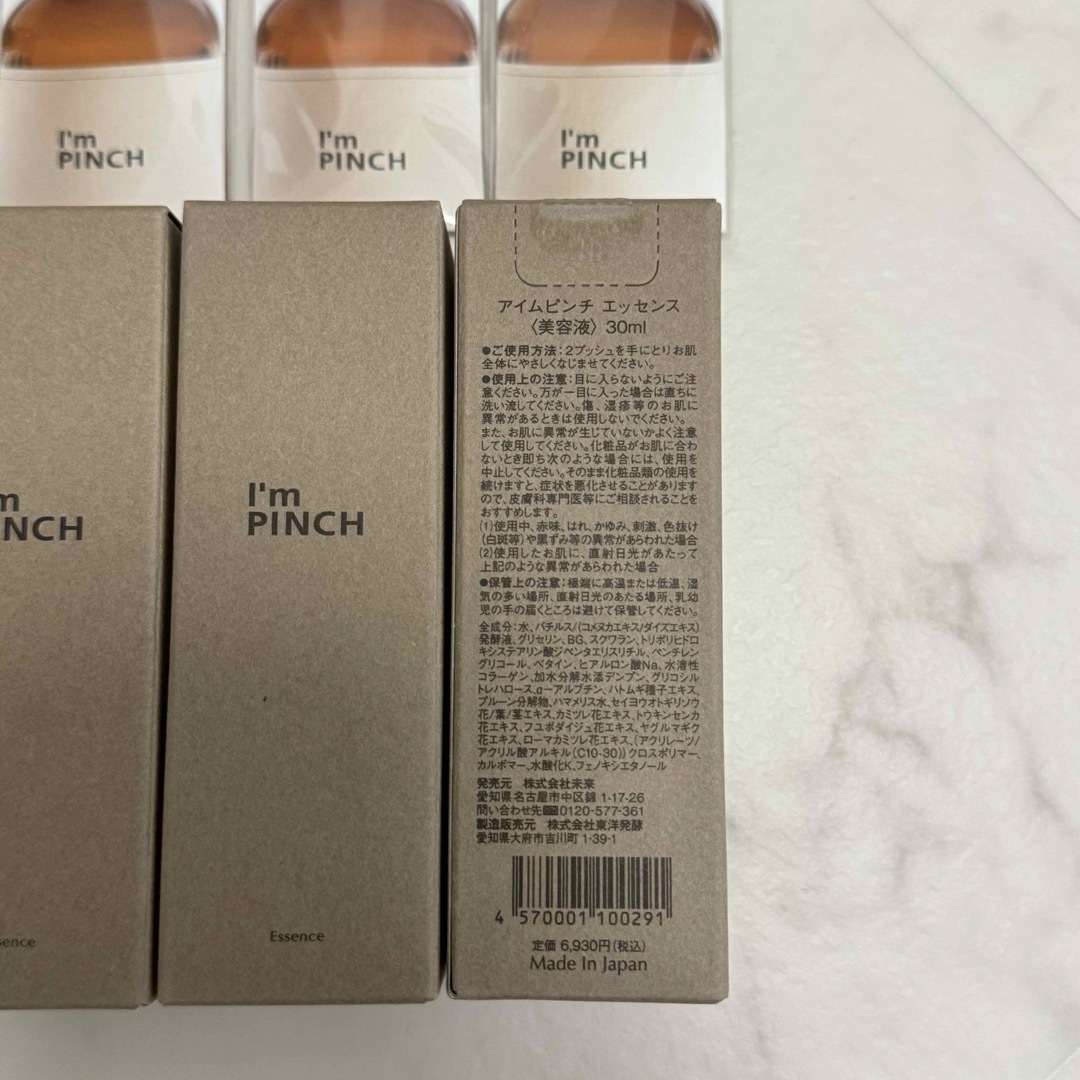 I'm
PINCH
I'm
PINCH
I'm
PINCH
I'm
PINCH
Essence
アイムピンチ エッセンス
〈美容液〉 30ml
●ご使用方法：2プッシュを手にとりお肌
全体にやさしくなじませてください。
●使用上の注意：目に入らないようにご注
意ください。万が一目に入った場合は直ちに
洗い流してください。傷、湿疹等のお肌に
異常があるときは使用しないでください。
また、お肌に異常が生じていないかよく注意
して使用してください。化粧品がお肌に合わ
ないとき即ち次のような場合には、使用を
中止してください。そのまま化粧品類の使用を
続けますと、症状を悪化させることがあります
ので、皮膚科専門医等にご相談されることを
おすすめします。
(1)使用中、赤味、はれ、かゆみ、刺激、色抜け
(白斑等)や黒ずみ等の異常があらわれた場合
(2)使用したお肌に、直射日光があたって
上記のような異常があらわれた場合
●保管上の注意：極端に高温または低温、湿
気の多い場所、直射日光のあたる場所、乳幼
児の手の届くところは避けて保管してください。
全成分：水、バチルス/(コメヌカエキス/ダイズエキス)
発酵液、グリセリン、BG、スクワラン、トリポリヒドロ
キシステアリン酸ジペンタエリスリチル、ペンチレン
グリコール、ベタイン、ヒアルロン酸Na、水溶性
コラーゲン、加水分解水添デンプン、グリコシル
トレハロース、α－アルブチン、ハトムギ種子エキス、
プルーン分解物、ハマメリス水、セイヨウオトギリソウ
花/葉/茎エキス、カミツレ花エキス、トウキンセンカ
花エキス、フユボダイジュ花エキス、ヤグルマギク
花エキス、ローマカミツレ花エキス、(アクリレーツ/
アクリル酸アルキル(C10-30))クロスポリマー、
カルボマー、水酸化K、フェノキシエタノール
発売元 株式会社未来
愛知県名古屋市中区錦 1-17-26
問い合わせ先 0120-577-361
製造販売元 株式会社東洋発酵
愛知県大府市吉川町 1-39-1
4 570001 100291
定価 6,930円(税込)
Made In Japan